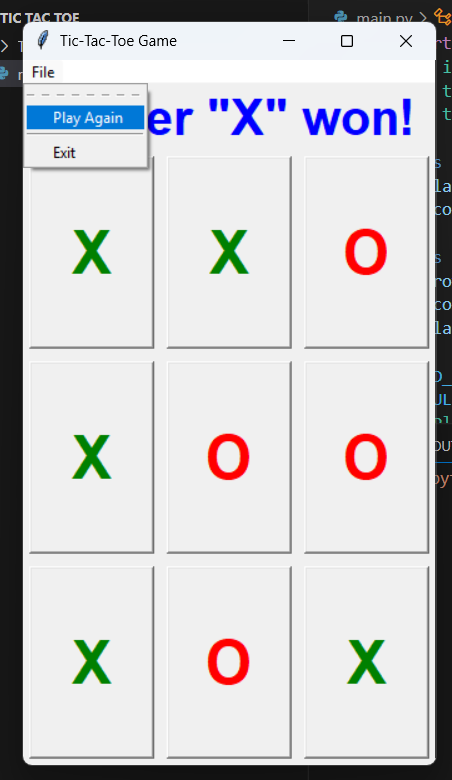 TIC TAC TOE
main.py
Tic-Tac-Toe Game
File
Play Again
Exit
er "X" won!
X X O
X O O
X O X